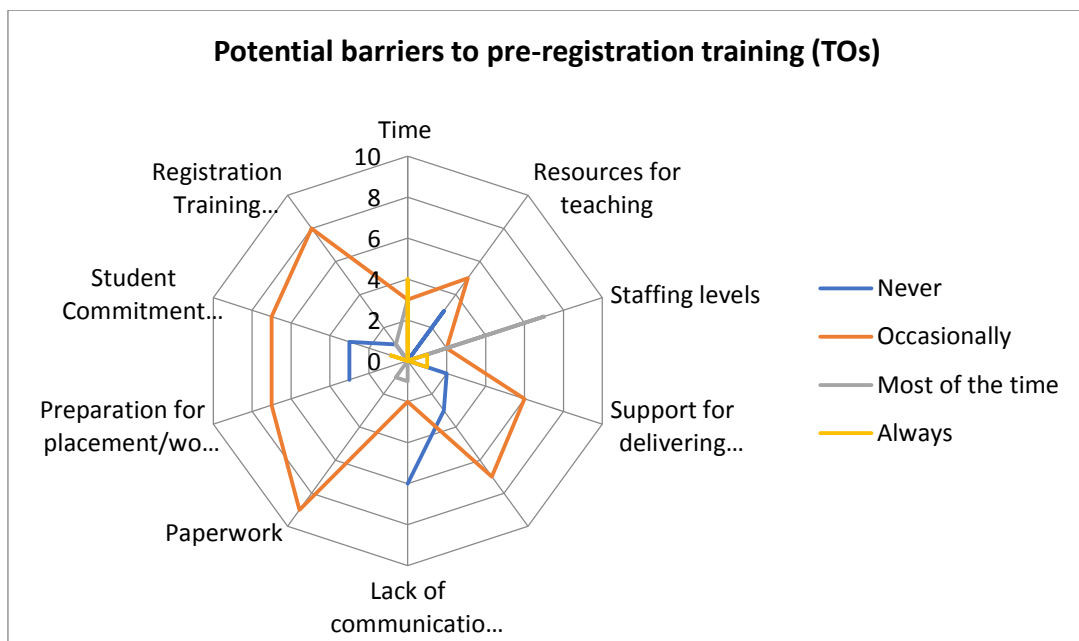 Potential barriers to pre-registration training (TOs)
Time
10
8
6
4
2
0
Resources for
teaching
Staffing levels
Support for
delivering...
Lack of
communicatio...
Paperwork
Preparation for
placement/wo...
Student
Commitment...
Registration
Training...
Never
Occasionally
Most of the time
Always